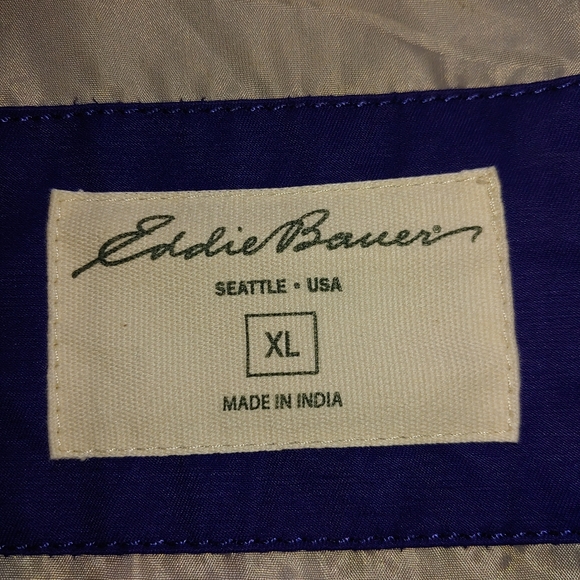 Eddie Bauer®
SEATTLE • USA
XL
MADE IN INDIA